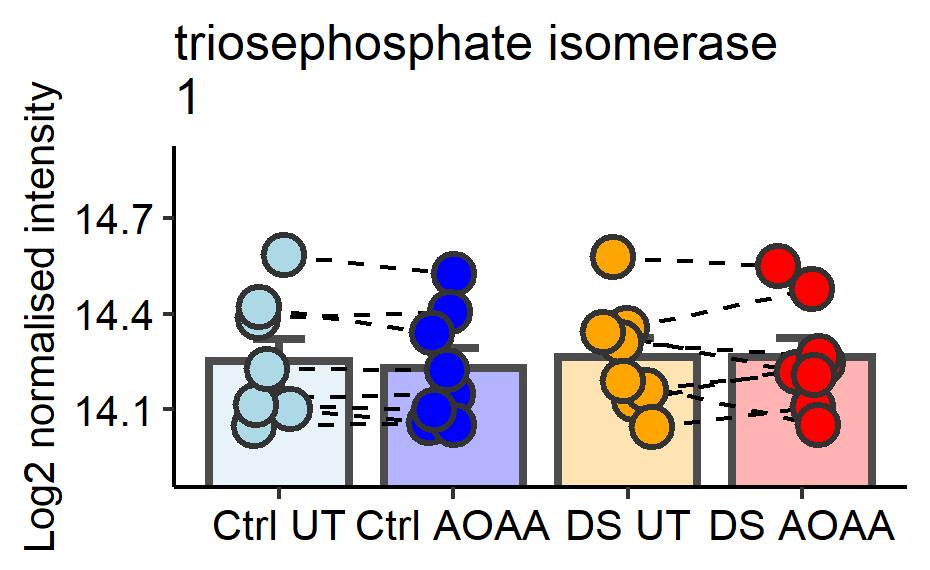 triosephosphate isomerase
1
Log2 normalised intensity
14.7
14.4
14.1
Ctrl UT Ctrl AOAA DS UT DS AOAA